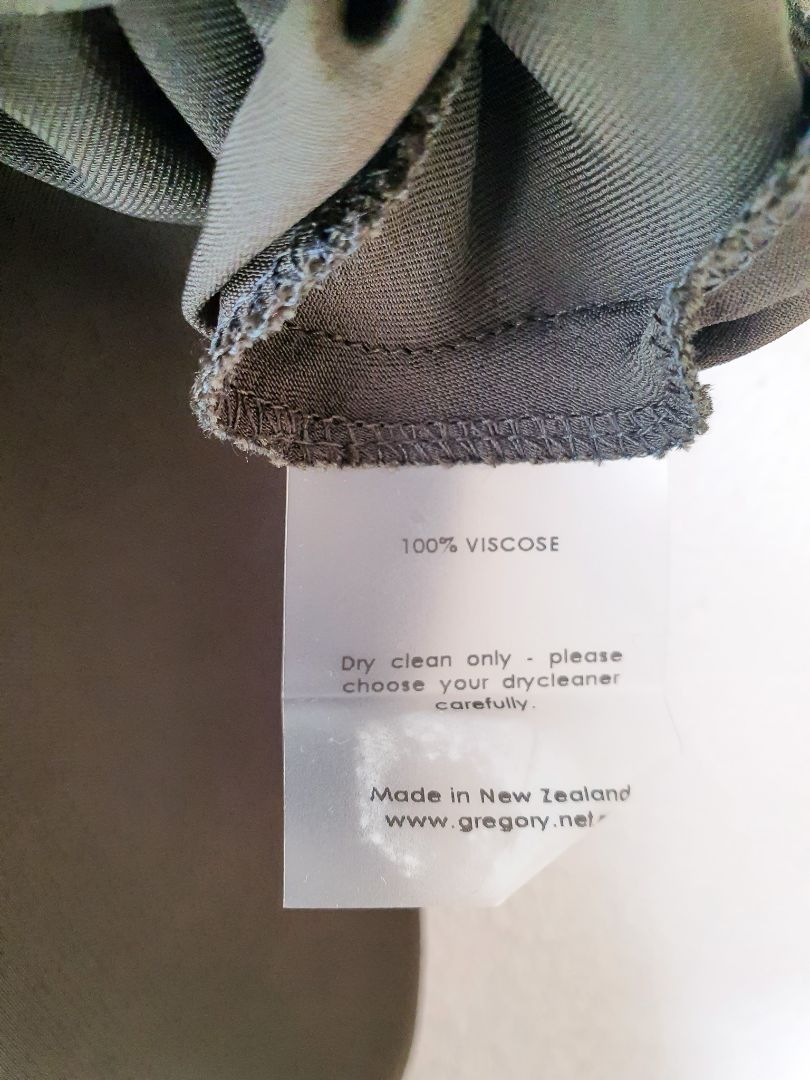 100% VISCOSE
Dry clean only - please
choose your drycleaner
carefully.
Made in New Zealand
www.gregory.net